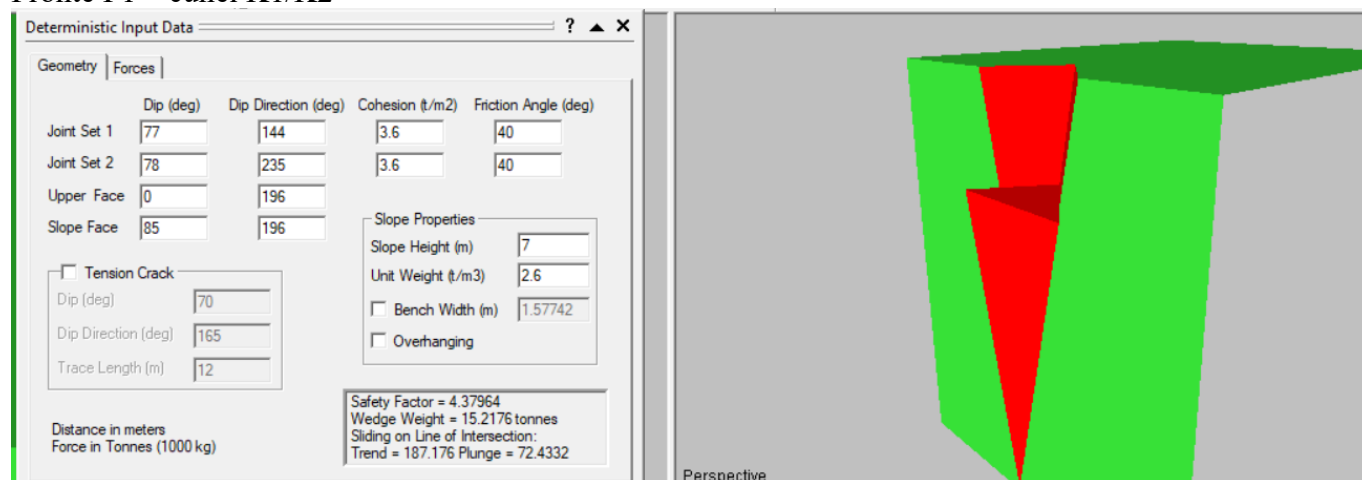 Deterministic Input Data ? ▲ ✕
Geometry Forces
Dip (deg) Dip Direction (deg) Cohesion (t/m2) Friction Angle (deg)
Joint Set 1 77 144 3.6 40
Joint Set 2 78 235 3.6 40
Upper Face 0 196
Slope Face 85 196
Slope Properties
Slope Height (m) 7
Unit Weight (t/m3) 2.6
Bench Width (m) 1.57742
Overhanging
Tension Crack
Dip (deg) 70
Dip Direction (deg) 165
Trace Length (m) 12
Distance in meters
Force in Tonnes (1000 kg)
Safety Factor = 4.37964
Wedge Weight = 15.2176 tonnes
Sliding on Line of Intersection:
Trend = 187.176 Plunge = 72.4332
Perspective